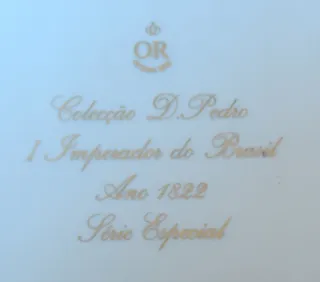 OR
Colecção D. Pedro
I Imperador do Brasil
Ano 1822
Série Especial